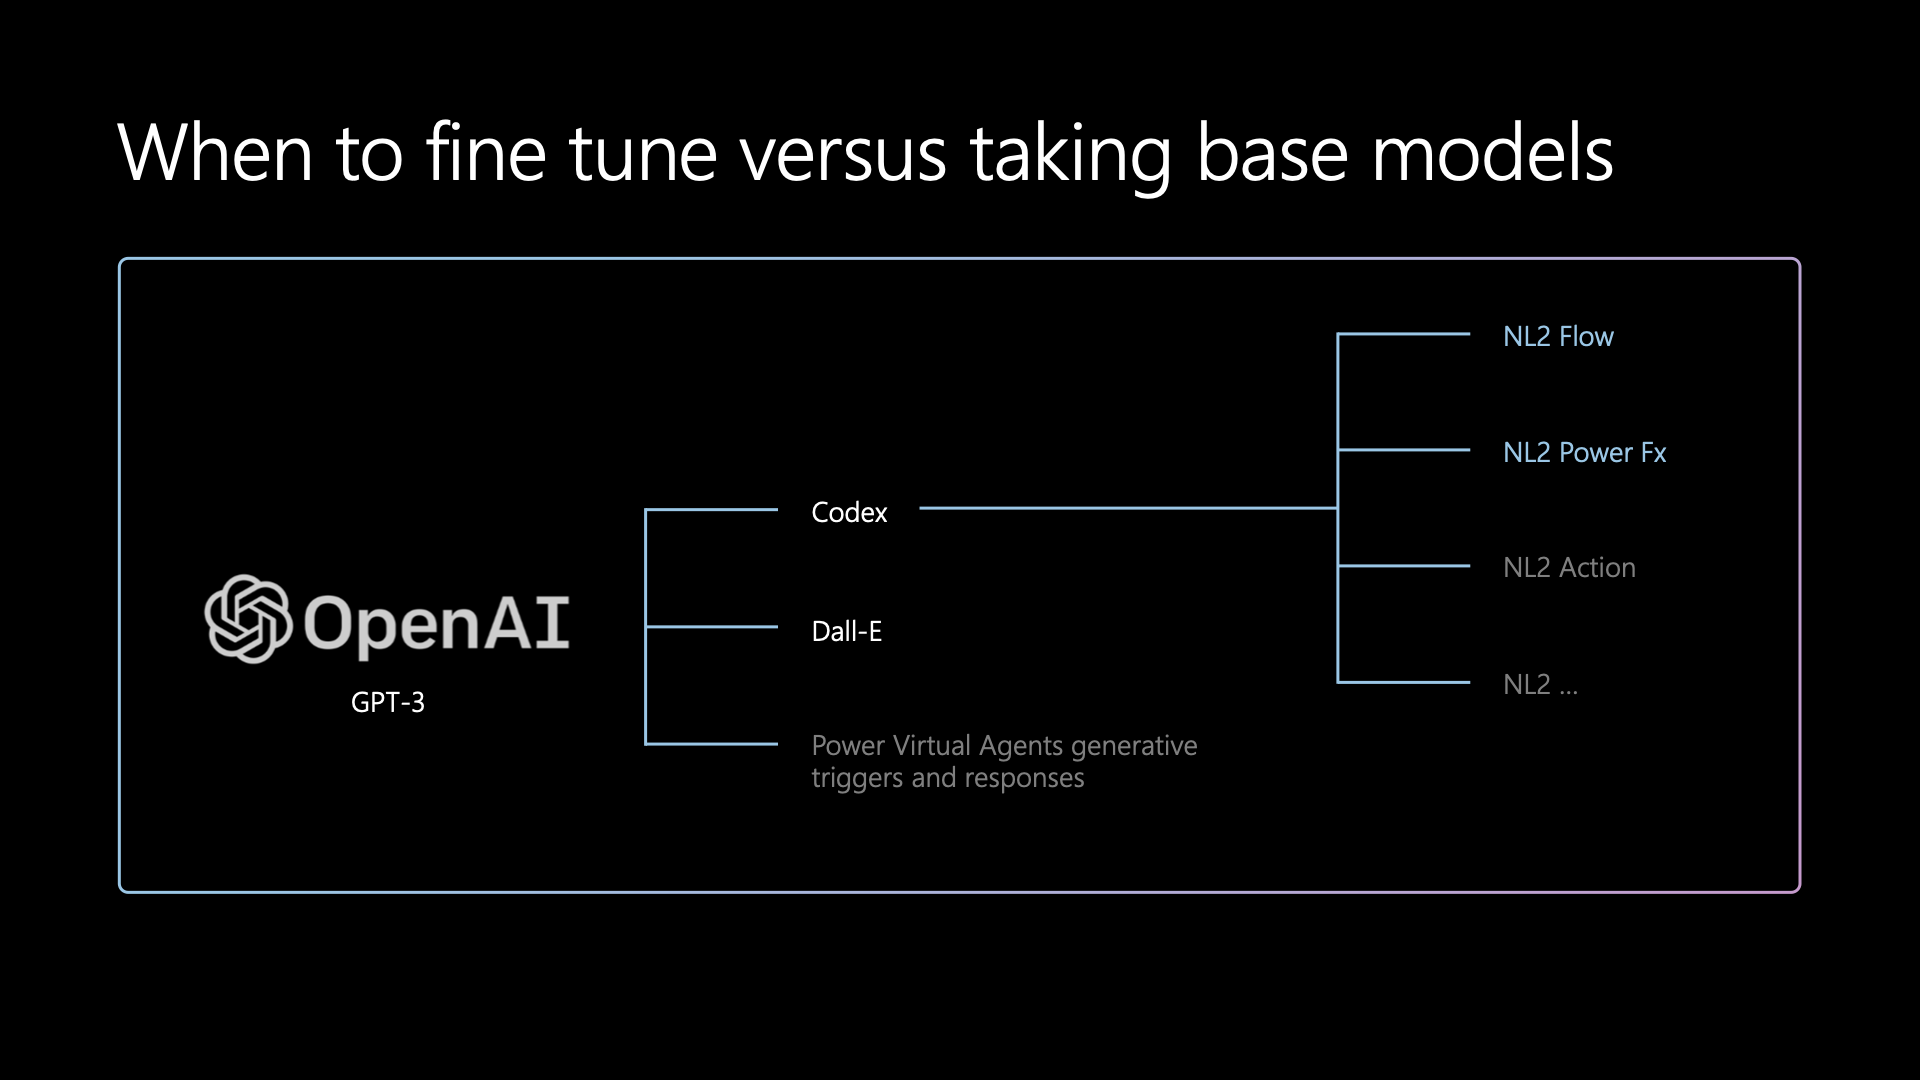 When to fine tune versus taking base models
OpenAI
GPT-3
Codex
Dall-E
Power Virtual Agents generative
triggers and responses
NL2 Flow
NL2 Power Fx
NL2 Action
NL2 ...